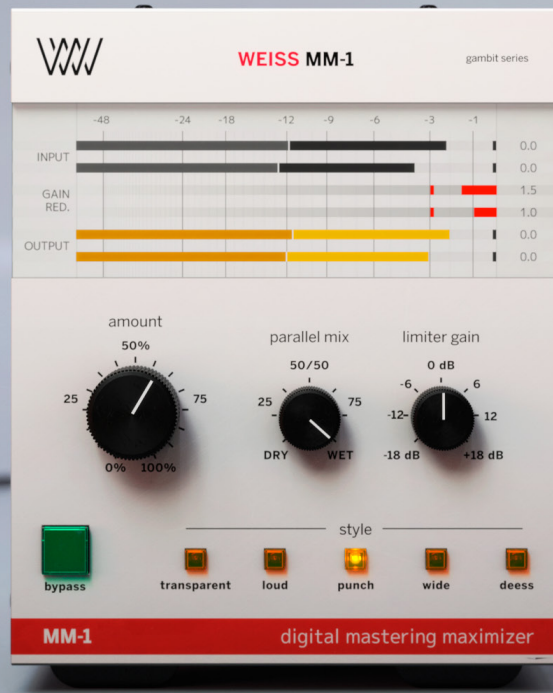 WEISS MM-1
gambit series
-48 -24 -18 -12 -9 -6 -3 -1
INPUT 0.0
0.0
GAIN RED. 1.5
1.0
OUTPUT 0.0
0.0
amount
50%
25 75
0% 100%
parallel mix
50/50
25 75
DRY WET
limiter gain
0 dB
-6 6
-12 12
-18 dB +18 dB
style
bypass transparent loud punch wide deess
MM-1 digital mastering maximizer